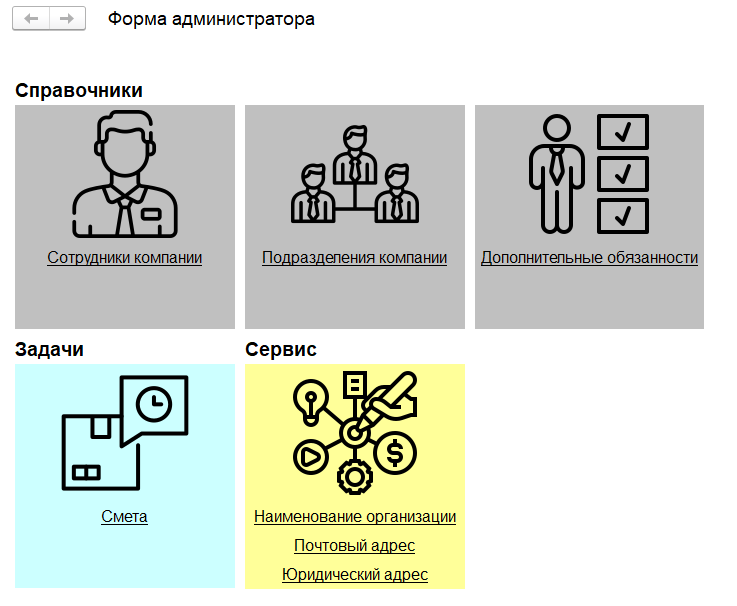 Форма администратора
Справочники
Сотрудники компании
Подразделения компании
Дополнительные обязанности
Задачи
Сервис
Смета
$
Наименование организации
Почтовый адрес
Юридический адрес